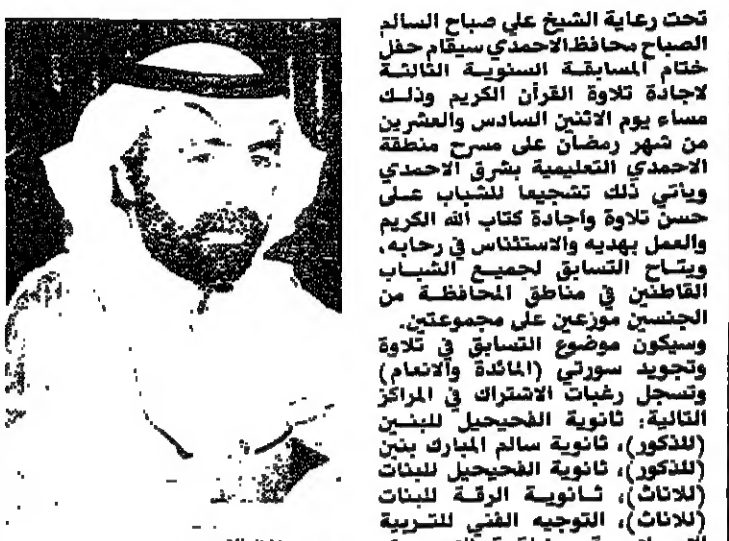 تحت رعاية الشيخ علي صباح السالم
الصباح محافظ الاحمدي سيقام حفل
ختام المسابقة السنوية الثالثة
لاجادة تلاوة القرآن الكريم وذلك
مساء يوم الاثنين السادس والعشرين
من شهر رمضان على مسرح منطقة
الاحمدي التعليمية بشرق الاحمدي
ويأتي ذلك تشجيعا للشباب على
حسن تلاوة واجادة كتاب الله الكريم
والعمل بهديه والاستئناس في رحابه،
ويتاح التسابق لجميع الشباب
القاطنين في مناطق المحافظة من
الجنسين موزعين على مجموعتين.
وسيكون موضوع التسابق في تلاوة
وتجويد سورتي (المائدة والانعام)
وتسجل رغبات الاشتراك في المراكز
التالية: ثانوية الفحيحيل للبنين
(للذكور)، ثانوية سالم المبارك بنين
(للذكور)، ثانوية الفحيحيل للبنات
(للاناث)، ثانوية الرقة للبنات
(للاناث)، التوجيه الفني للتربية